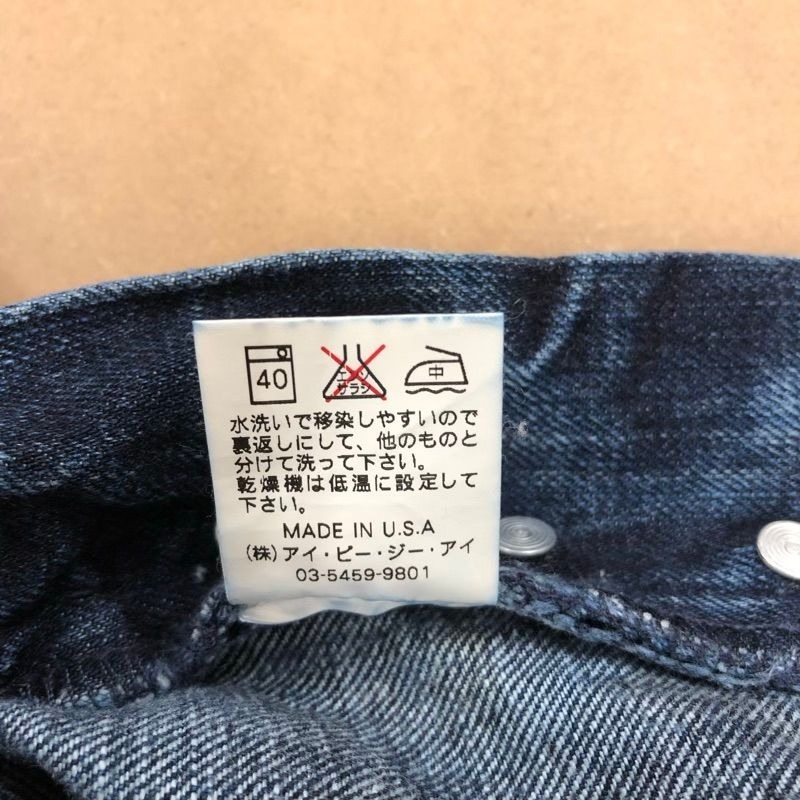 40 エンソサラシ 中
水洗いで移染しやすいので
裏返しにして、他のものと
分けて洗って下さい。
乾燥機は低温に設定して
下さい。
MADE IN U.S.A
(株)アイ・ピー・ジー・アイ
03-5459-9801